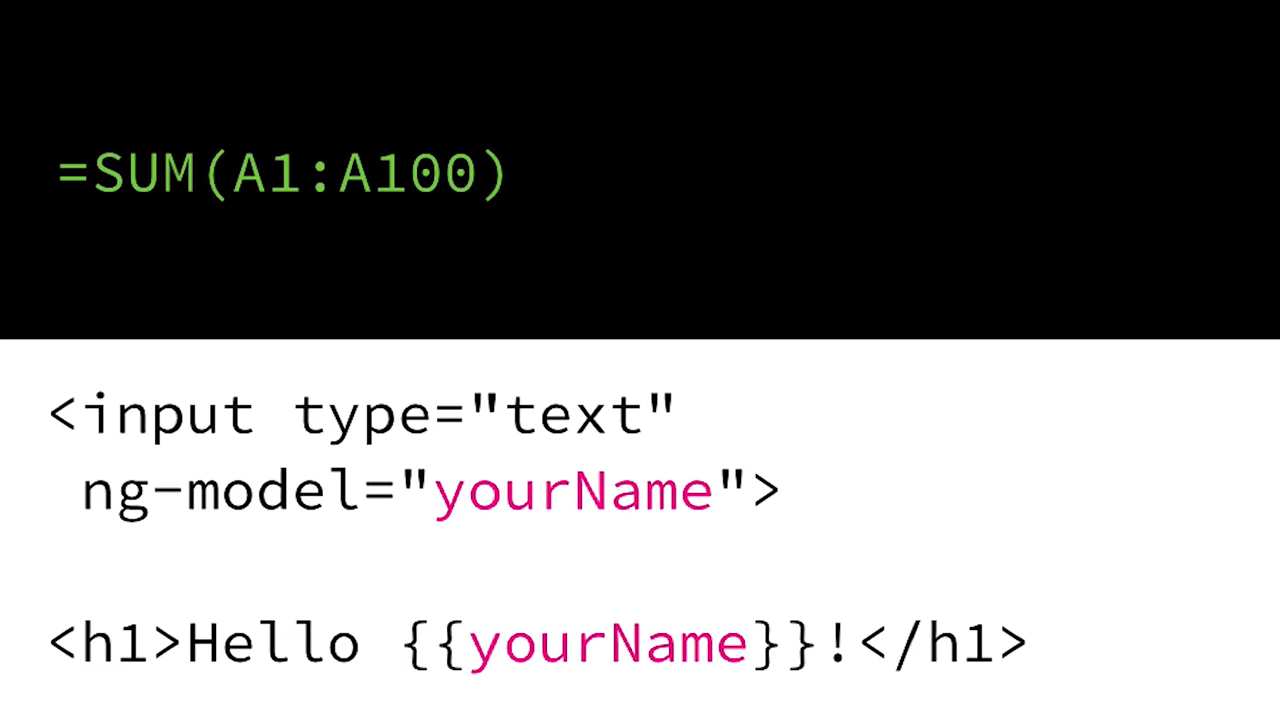 =SUM(A1:A100)
<input type="text"
ng-model="yourName">
<h1>Hello {{yourName}}!</h1>